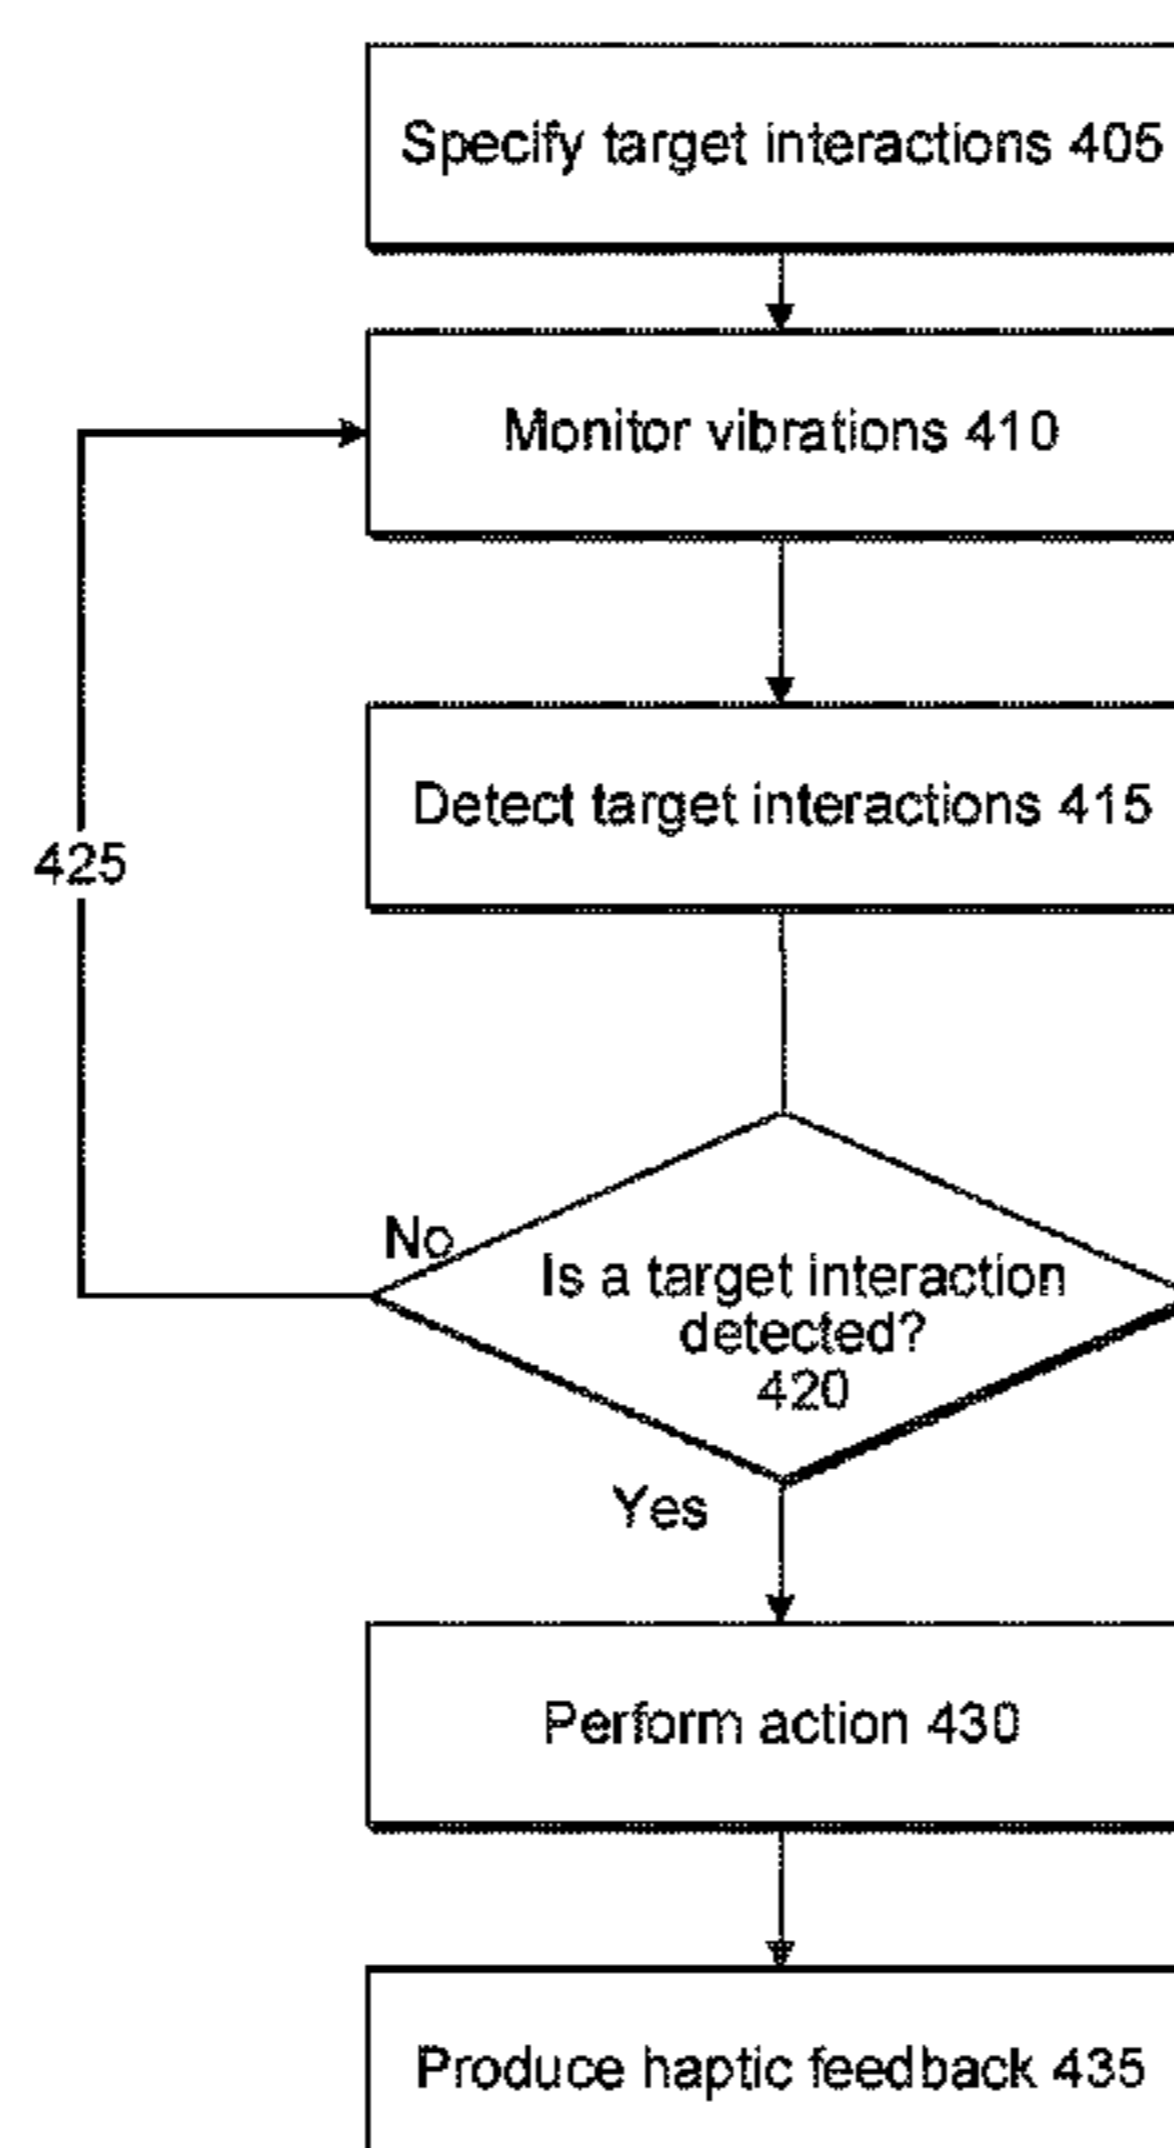 Specify target interactions 405
Monitor vibrations 410
Detect target interactions 415
425
No
Is a target interaction
detected?
420
Yes
Perform action 430
Produce haptic feedback 435